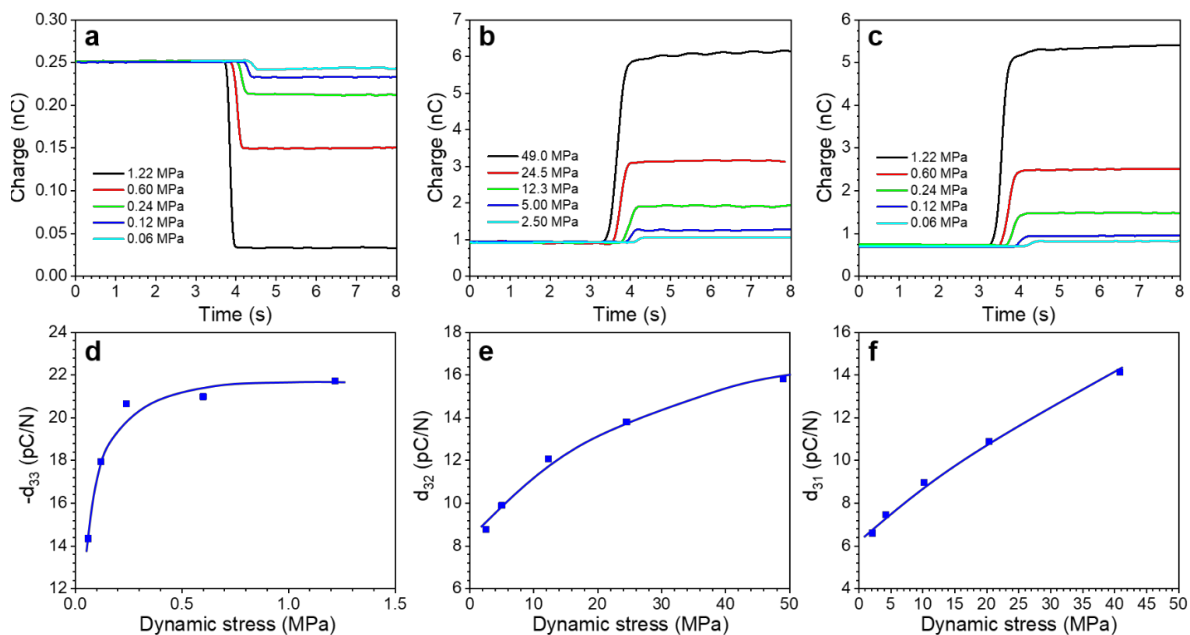 a
Charge (nC)
0.30
0.25
0.20
0.15
0.10
0.05
0.00
1.22 MPa
0.60 MPa
0.24 MPa
0.12 MPa
0.06 MPa
0 1 2 3 4 5 6 7 8
Time (s)
b
Charge (nC)
7
6
5
4
3
2
1
0
49.0 MPa
24.5 MPa
12.3 MPa
5.00 MPa
2.50 MPa
0 1 2 3 4 5 6 7 8
Time (s)
c
Charge (nC)
6
5
4
3
2
1
0
1.22 MPa
0.60 MPa
0.24 MPa
0.12 MPa
0.06 MPa
0 1 2 3 4 5 6 7 8
Time (s)
d
-d33 (pC/N)
24
22
20
18
16
14
12
0.0 0.5 1.0 1.5
Dynamic stress (MPa)
e
d32 (pC/N)
18
16
14
12
10
8
6
0 10 20 30 40 50
Dynamic stress (MPa)
f
d31 (pC/N)
16
14
12
10
8
6
4
0 5 10 15 20 25 30 35 40 45 50
Dynamic stress (MPa)